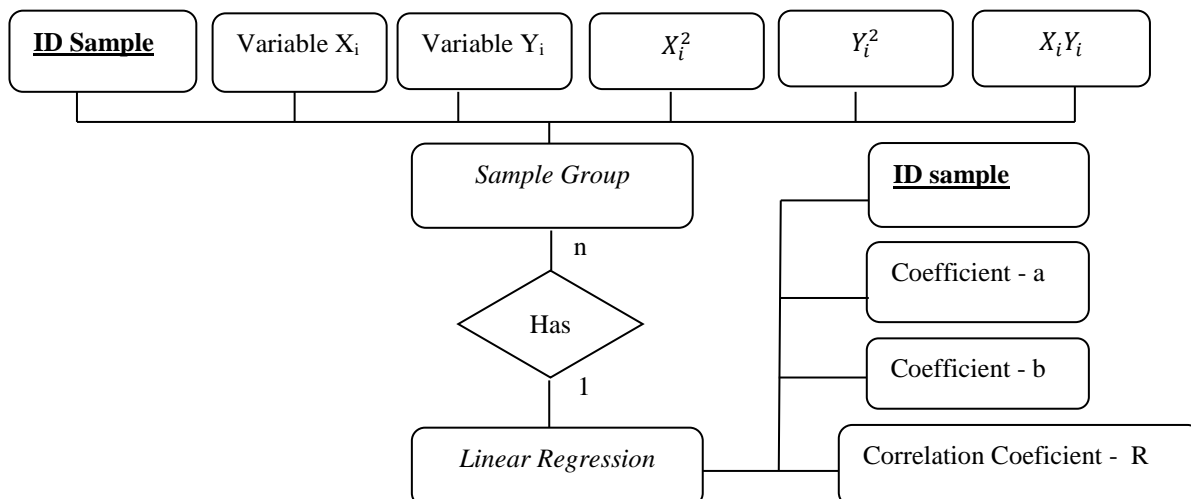 ID Sample
Variable Xᵢ
Variable Yᵢ
𝑋ᵢ²
𝑌ᵢ²
𝑋ᵢ𝑌ᵢ
Sample Group
ID sample
n
Coefficient - a
Has
Coefficient - b
1
Linear Regression
Correlation Coeficient - R